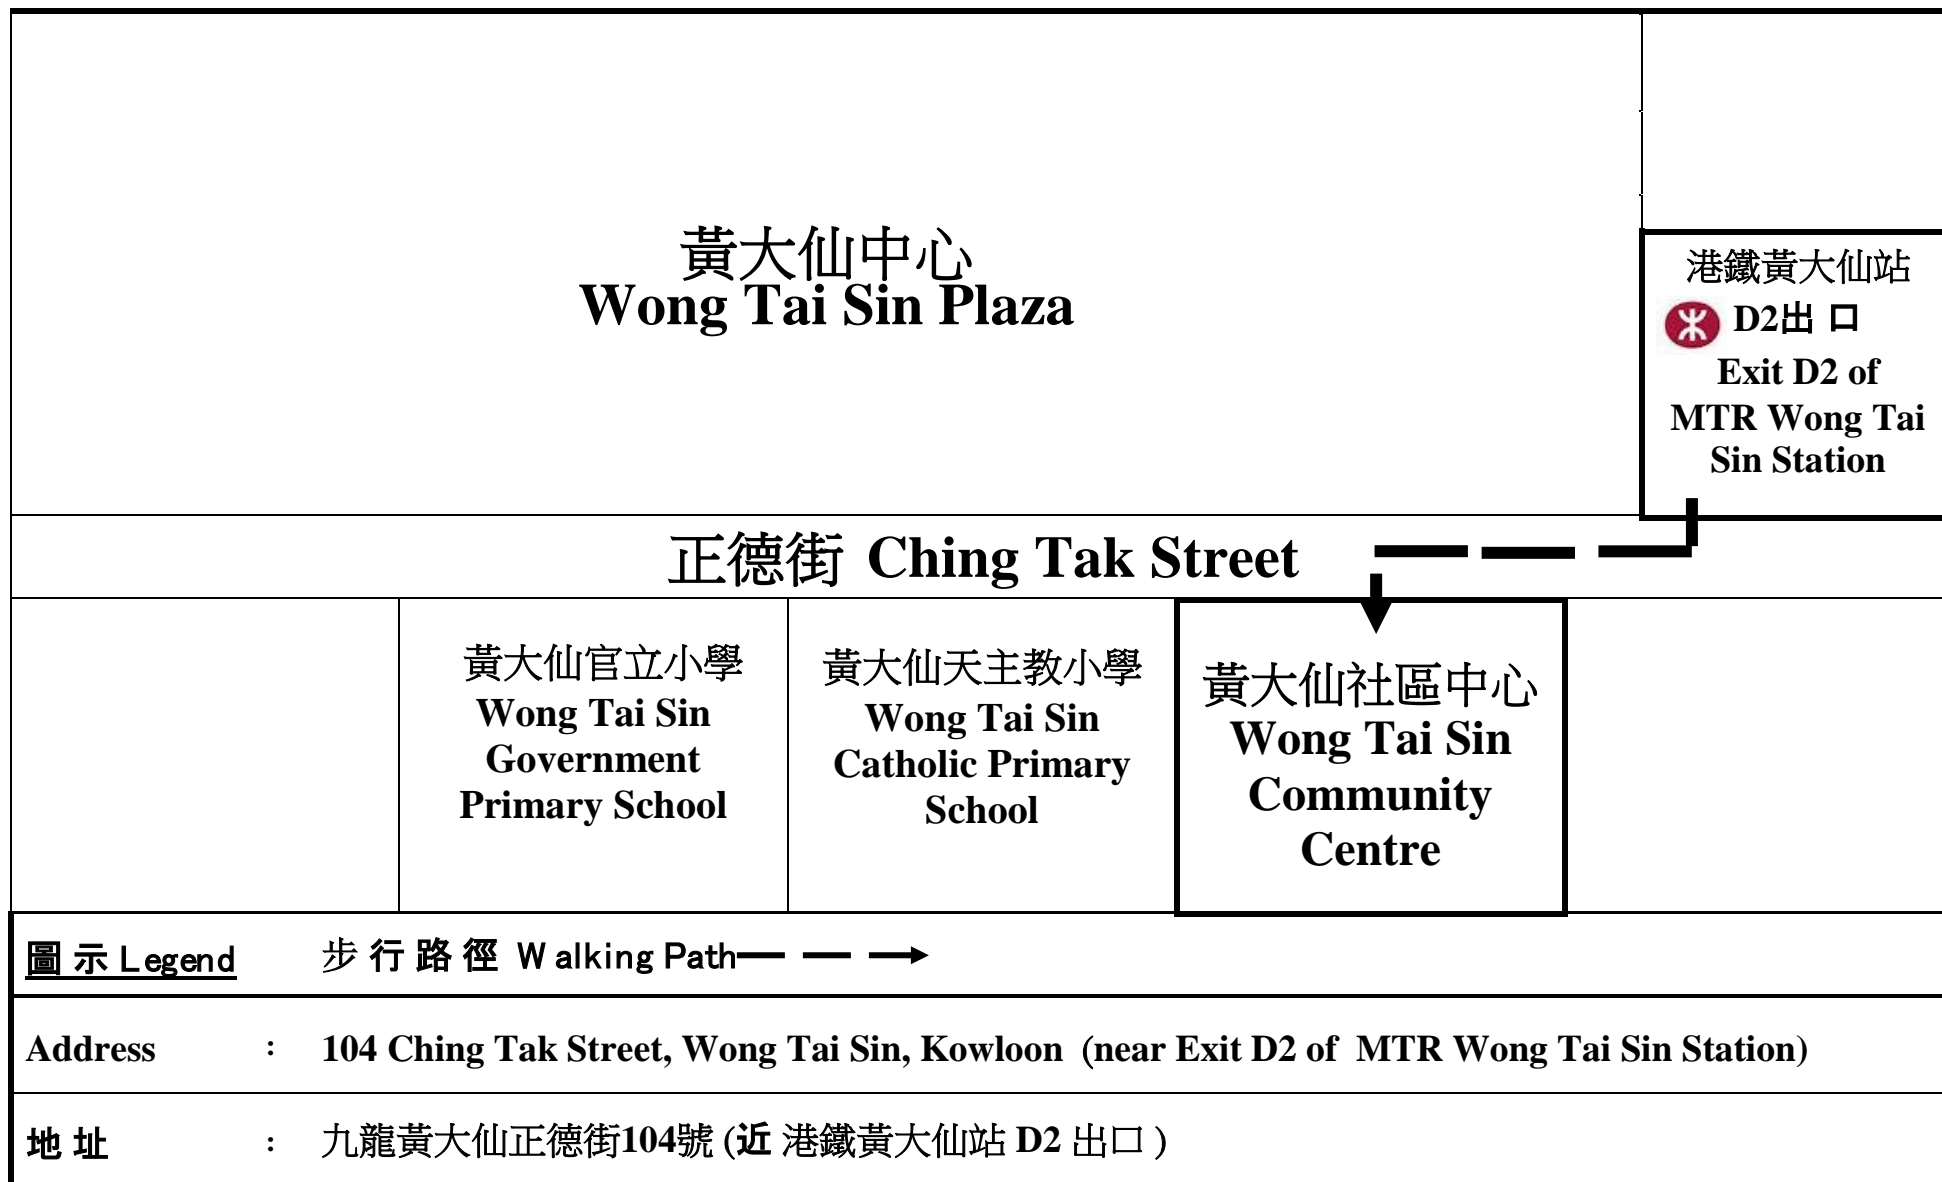 黃大仙中心
Wong Tai Sin Plaza
港鐵黃大仙站
D2出口
Exit D2 of
MTR Wong Tai
Sin Station
正德街 Ching Tak Street
黃大仙官立小學
Wong Tai Sin
Government
Primary School
黃大仙天主教小學
Wong Tai Sin
Catholic Primary
School
黃大仙社區中心
Wong Tai Sin
Community
Centre
圖示 Legend 步行路徑 Walking Path
Address : 104 Ching Tak Street, Wong Tai Sin, Kowloon (near Exit D2 of MTR Wong Tai Sin Station)
地址 : 九龍黃大仙正德街104號 (近港鐵黃大仙站 D2 出口)